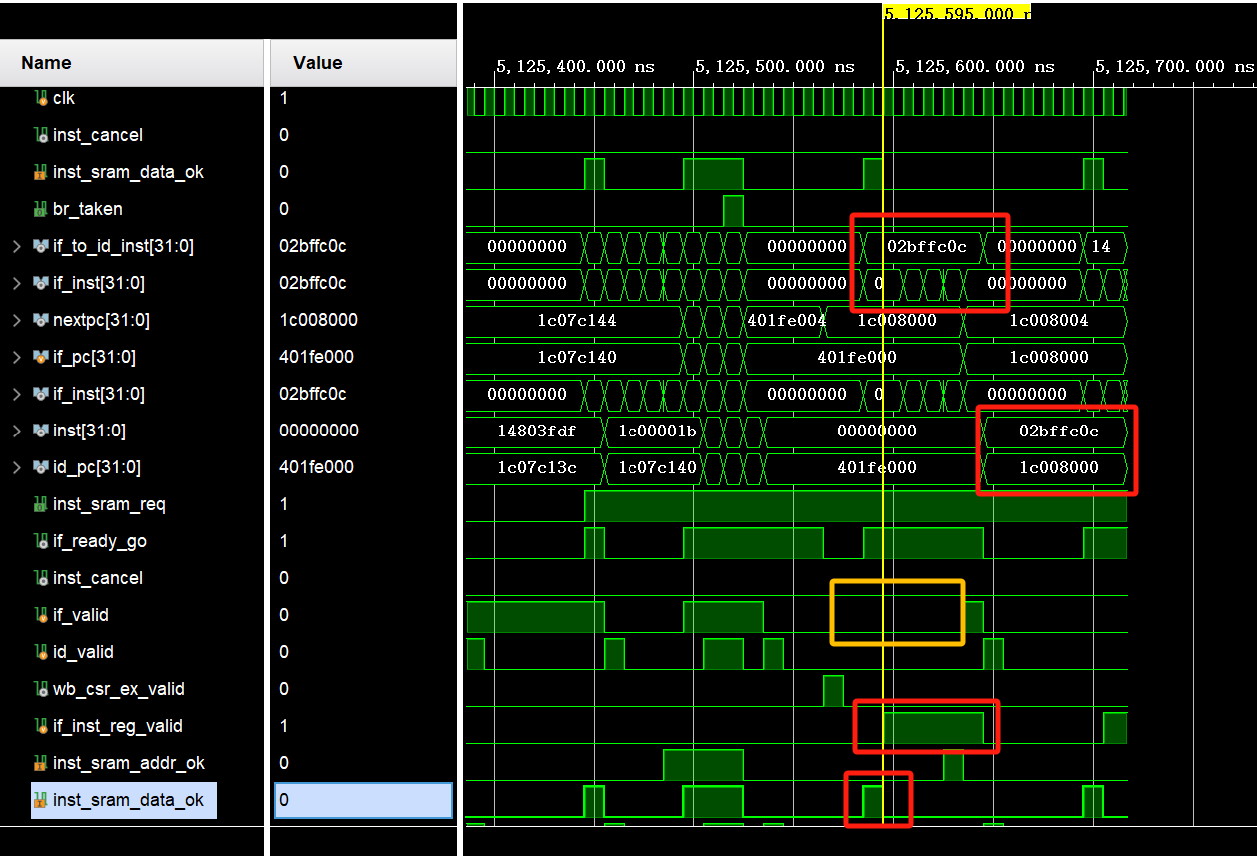 5,125,595.000 n
Name Value
5,125,400.000 ns 5,125,500.000 ns 5,125,600.000 ns 5,125,700.000 ns
clk 1
inst_cancel 0
inst_sram_data_ok 0
br_taken 0
if_to_id_inst[31:0] 02bffc0c 00000000 00000000 02bffc0c 00000000 14
if_inst[31:0] 02bffc0c 00000000 00000000 0 00000000
nextpc[31:0] 1c008000 1c07c144 401fe004 1c008000 1c008004
if_pc[31:0] 401fe000 1c07c140 401fe000 1c008000
if_inst[31:0] 02bffc0c 00000000 00000000 0 00000000
inst[31:0] 00000000 14803fdf 1c00001b 00000000 02bffc0c
id_pc[31:0] 401fe000 1c07c13c 1c07c140 401fe000 1c008000
inst_sram_req 1
if_ready_go 1
inst_cancel 0
if_valid 0
id_valid 0
wb_csr_ex_valid 0
if_inst_reg_valid 1
inst_sram_addr_ok 0
inst_sram_data_ok 0